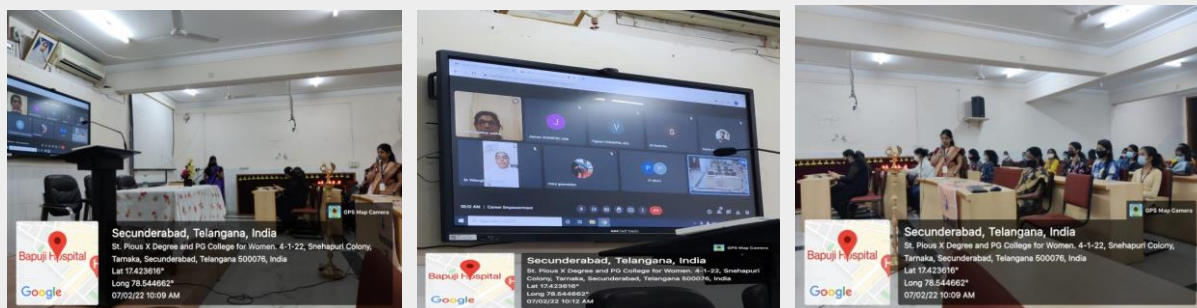 GPS Map Camera
Secunderabad, Telangana, India
St. Pious X Degree and PG College for Women. 4-1-22, Snehapuri Colony,
Tarnaka, Secunderabad, Telangana 500076, India
Lat 17.423616°
Long 78.544662°
07/02/22 10:09 AM
Bapuji Hospital
Google
10:12 AM | Career Empowerment
GPS Map Camera
Secunderabad, Telangana, India
St. Pious X Degree and PG College for Women. 4-1-22, Snehapuri
Colony, Tarnaka, Secunderabad, Telangana 500076, India
Lat 17.423616°
Long 78.544662°
07/02/22 10:12 AM
Bapuji Hospital
Google
GPS Map Camera
Secunderabad, Telangana, India
St. Pious X Degree and PG College for Women. 4-1-22, Snehapuri Colony,
Tarnaka, Secunderabad, Telangana 500076, India
Lat 17.423616°
Long 78.544662°
07/02/22 10:09 AM
Bapuji Hospital
Google